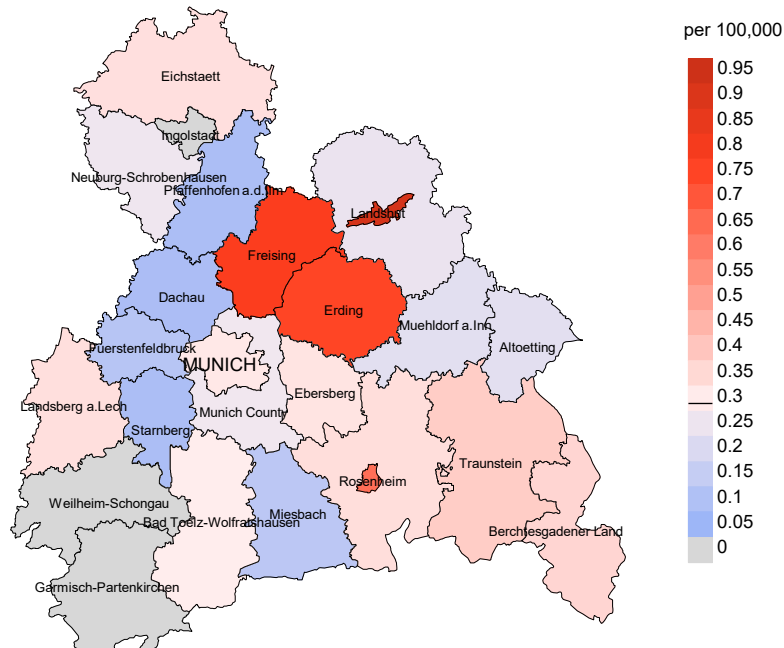 per 100,000
0.95
0.9
0.85
0.8
0.75
0.7
0.65
0.6
0.55
0.5
0.45
0.4
0.35
0.3
0.25
0.2
0.15
0.1
0.05
0
Eichstaett
Ingolstadt
Neuburg-Schrobenhausen
Pfaffenhofen a.d.Ilm
Landshut
Freising
Dachau
Erding
Muehldorf a.Inn
Altoetting
Fuerstenfeldbruck
MUNICH
Ebersberg
Landsberg a.Lech
Munich County
Starnberg
Traunstein
Rosenheim
Weilheim-Schongau
Miesbach
Bad Toelz-Wolfratshausen
Berchtesgadener Land
Garmisch-Partenkirchen